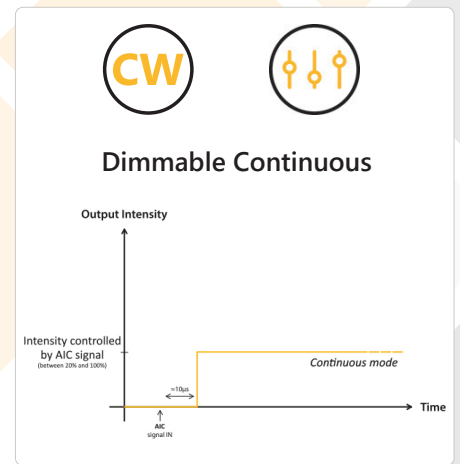 CW
Dimmable Continuous
Output Intensity
Intensity controlled
by AIC signal
(between 20% and 100%)
Continuous mode
≈10µs
Time
AIC
signal IN